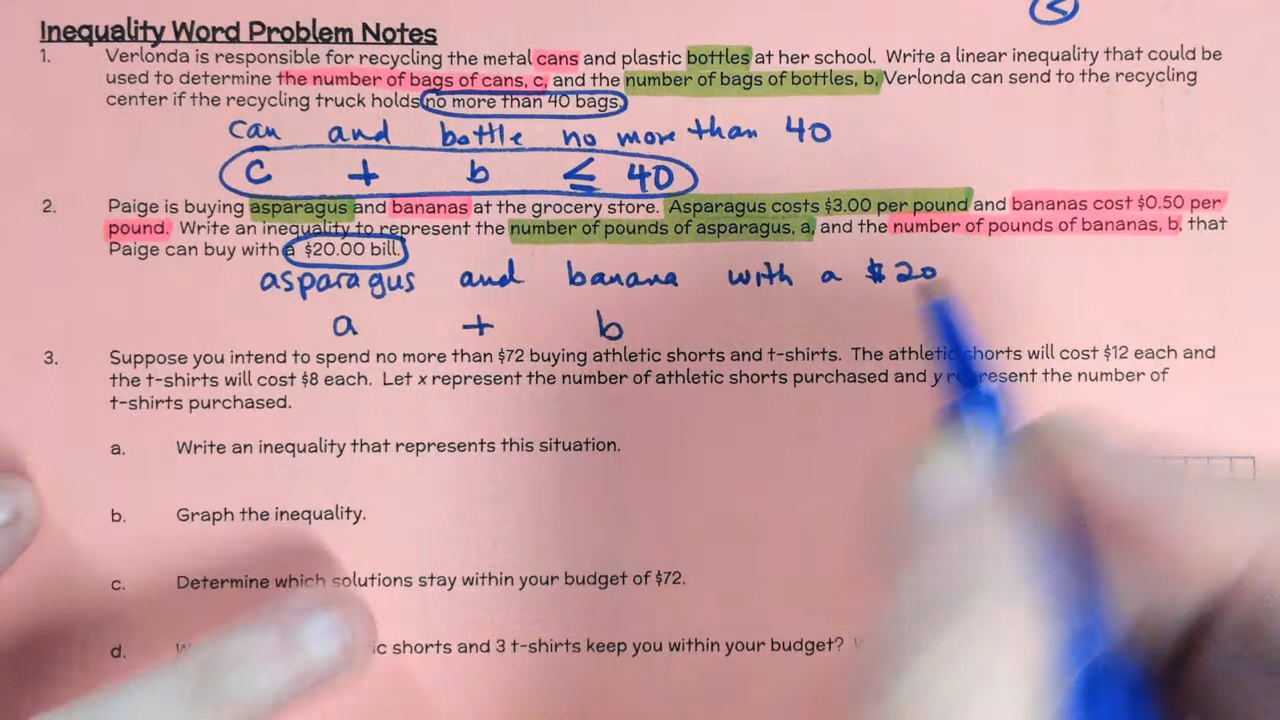 Inequality Word Problem Notes
≤
1. Verlonda is responsible for recycling the metal cans and plastic bottles at her school. Write a linear inequality that could be
used to determine the number of bags of cans, c, and the number of bags of bottles, b, Verlonda can send to the recycling
center if the recycling truck holds no more than 40 bags.
can and bottle no more than 40
c + b ≤ 40
2. Paige is buying asparagus and bananas at the grocery store. Asparagus costs $3.00 per pound and bananas cost $0.50 per
pound. Write an inequality to represent the number of pounds of asparagus, a, and the number of pounds of bananas, b, that
Paige can buy with a $20.00 bill.
asparagus and banana with a $20
a + b
3. Suppose you intend to spend no more than $72 buying athletic shorts and t-shirts. The athletic shorts will cost $12 each and
the t-shirts will cost $8 each. Let x represent the number of athletic shorts purchased and y represent the number of
t-shirts purchased.
a. Write an inequality that represents this situation.
b. Graph the inequality.
c. Determine which solutions stay within your budget of $72.
d. shorts and 3 t-shirts keep you within your budget?